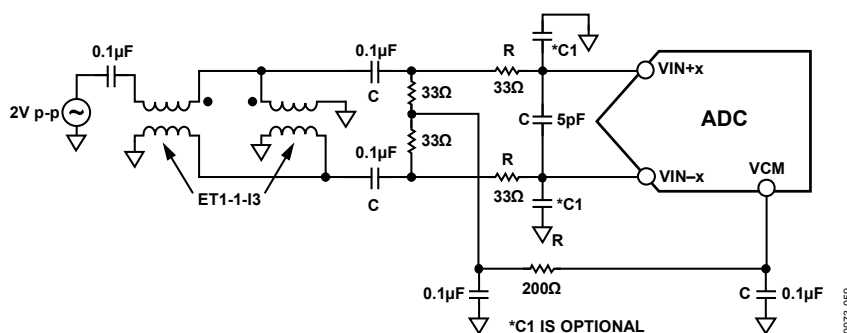 0.1µF
2V p-p
ET1-1-I3
0.1µF
C
33Ω
33Ω
0.1µF
C
R
33Ω
*C1
C
5pF
R
33Ω
*C1
R
VIN+x
ADC
VIN–x
VCM
0.1µF
200Ω
C
0.1µF
*C1 IS OPTIONAL